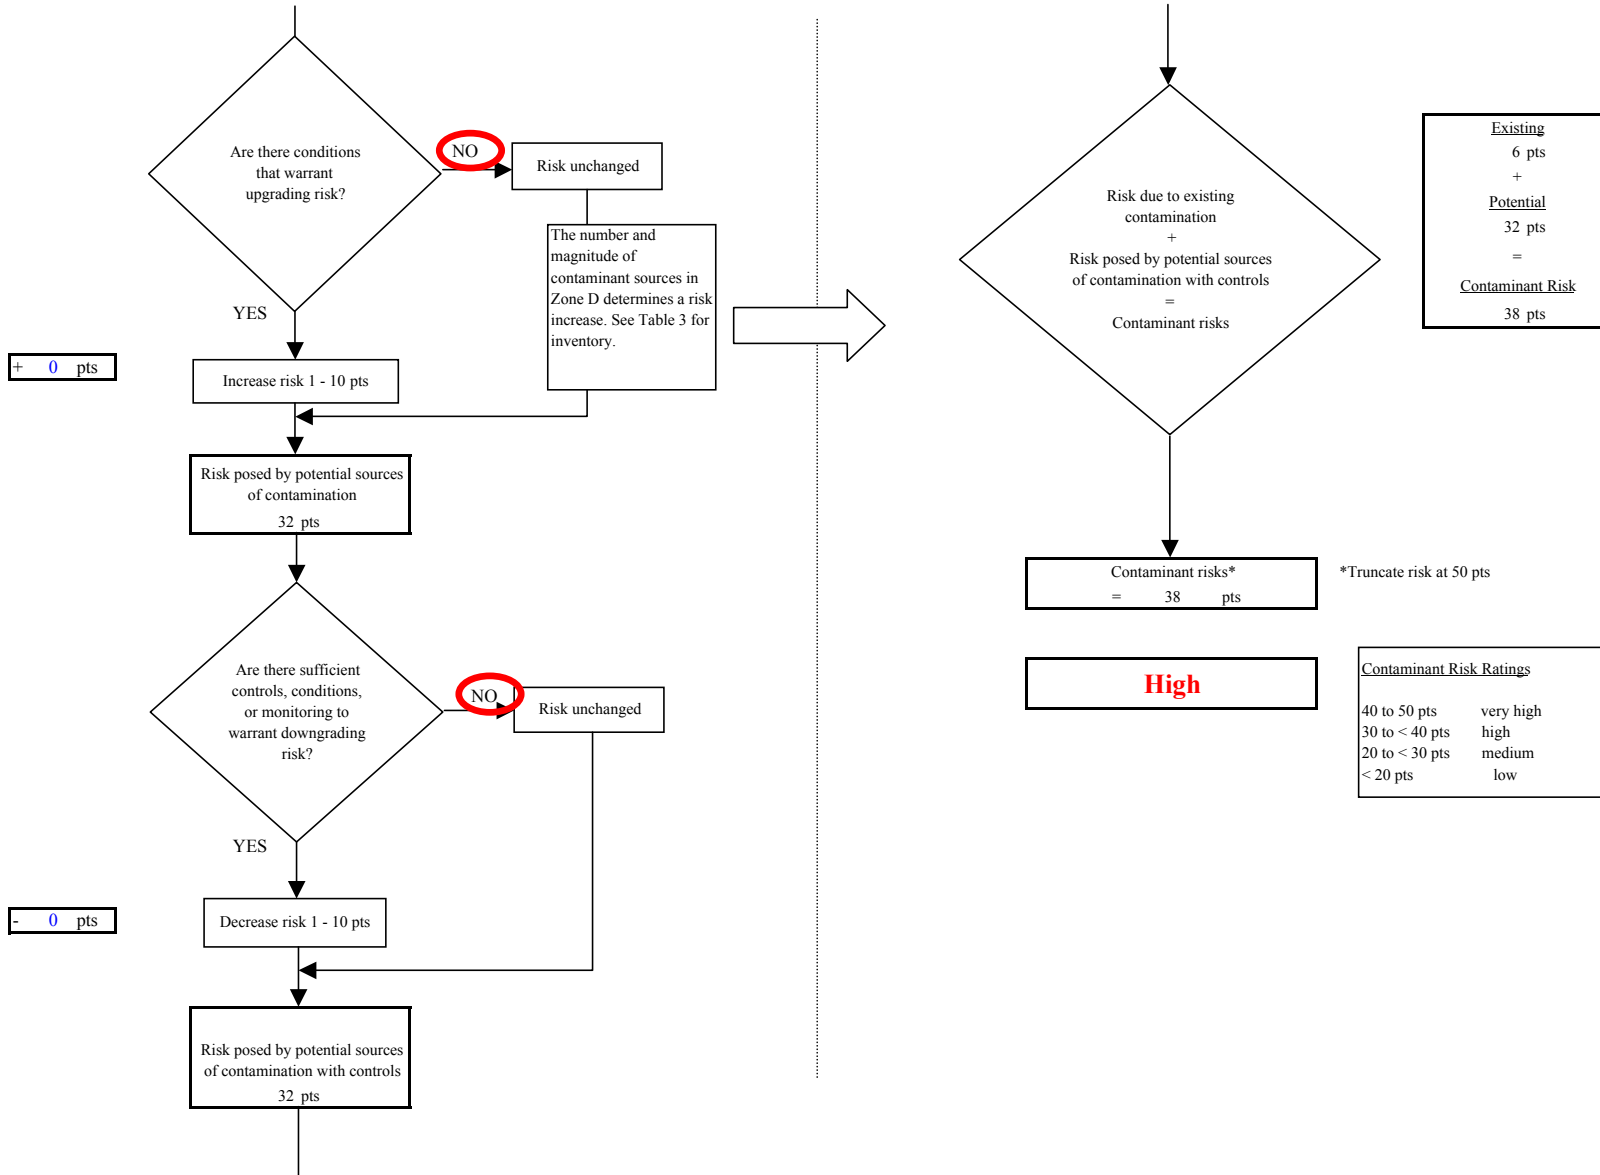 Are there conditions
that warrant
upgrading risk?
NO
Risk unchanged
The number and
magnitude of
contaminant sources in
Zone D determines a risk
increase. See Table 3 for
inventory.
YES
+ 0 pts
Increase risk 1 - 10 pts
Risk posed by potential sources
of contamination
32 pts
Are there sufficient
controls, conditions,
or monitoring to
warrant downgrading
risk?
NO
Risk unchanged
YES
- 0 pts
Decrease risk 1 - 10 pts
Risk posed by potential sources
of contamination with controls
32 pts
Risk due to existing
contamination
+
Risk posed by potential sources
of contamination with controls
=
Contaminant risks
Existing
6 pts
+
Potential
32 pts
=
Contaminant Risk
38 pts
Contaminant risks*
= 38 pts
*Truncate risk at 50 pts
High
Contaminant Risk Ratings
40 to 50 pts very high
30 to < 40 pts high
20 to < 30 pts medium
< 20 pts low